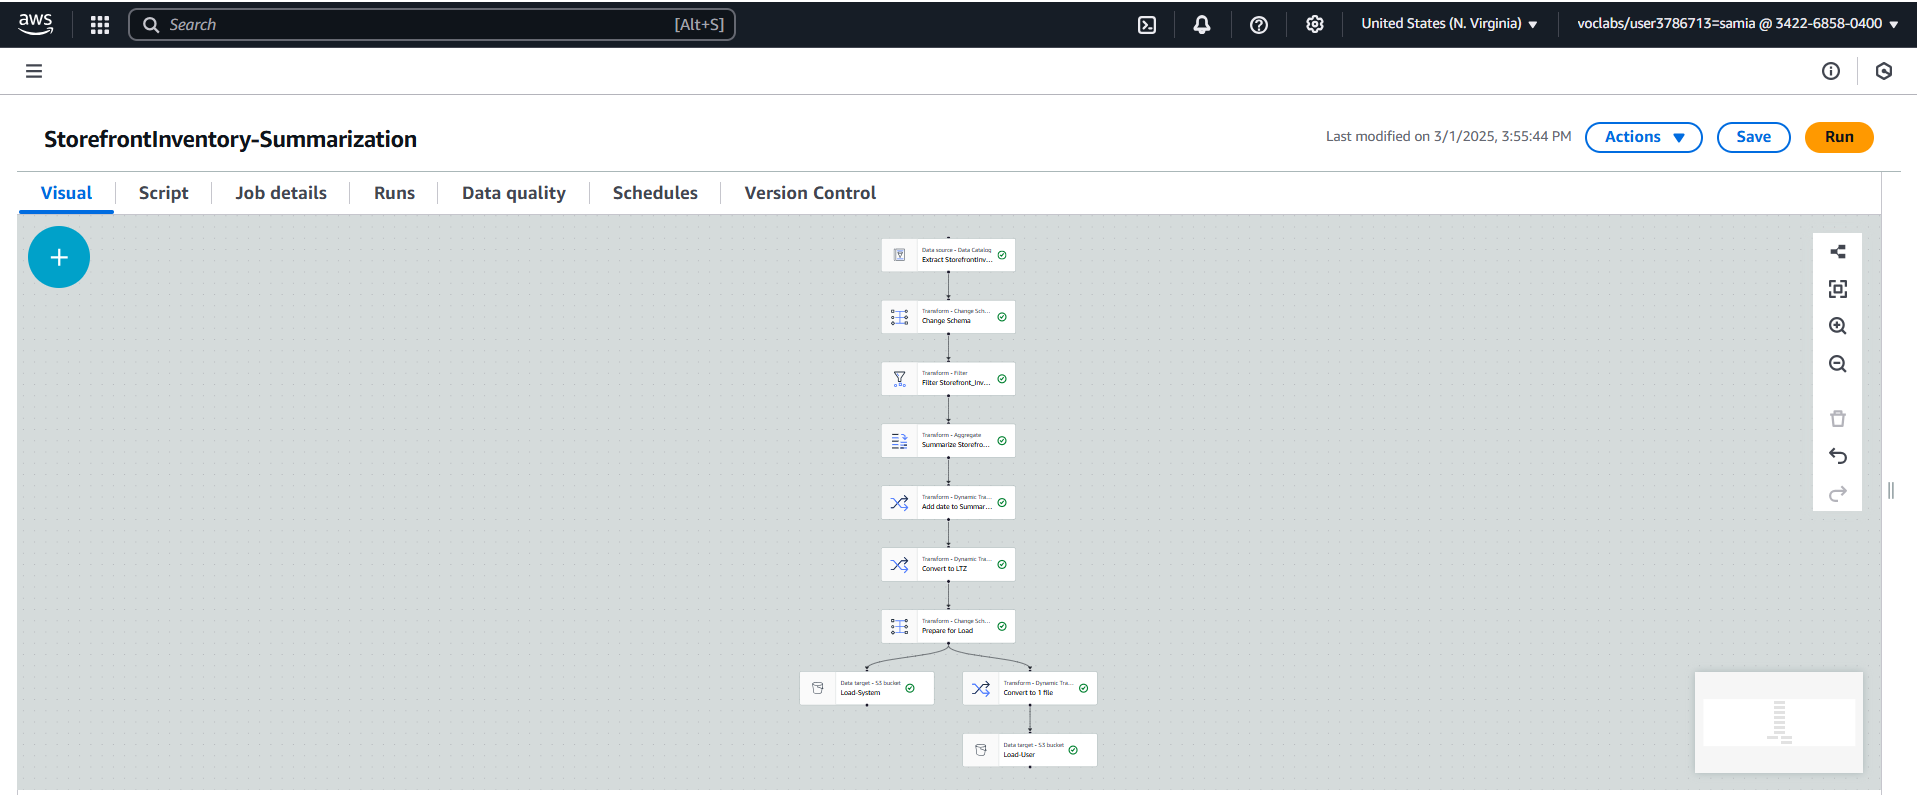 aws
Search [Alt+S]
United States (N. Virginia)
voclabs/user3786713=samia @ 3422-6858-0400
StorefrontInventory-Summarization
Last modified on 3/1/2025, 3:55:44 PM
Actions
Save
Run
Visual
Script
Job details
Runs
Data quality
Schedules
Version Control
Data source - Data Catalog
Extract StorefrontInv...
Transform - Change Sch...
Change Schema
Transform - Filter
Filter Storefront_Inv...
Transform - Aggregate
Summarize Storefro...
Transform - Dynamic Tra...
Add date to Summar...
Transform - Dynamic Tra...
Convert to LTZ
Transform - Change Sch...
Prepare for Load
Data target - S3 bucket
Load-System
Transform - Dynamic Tra...
Convert to 1 file
Data target - S3 bucket
Load-User